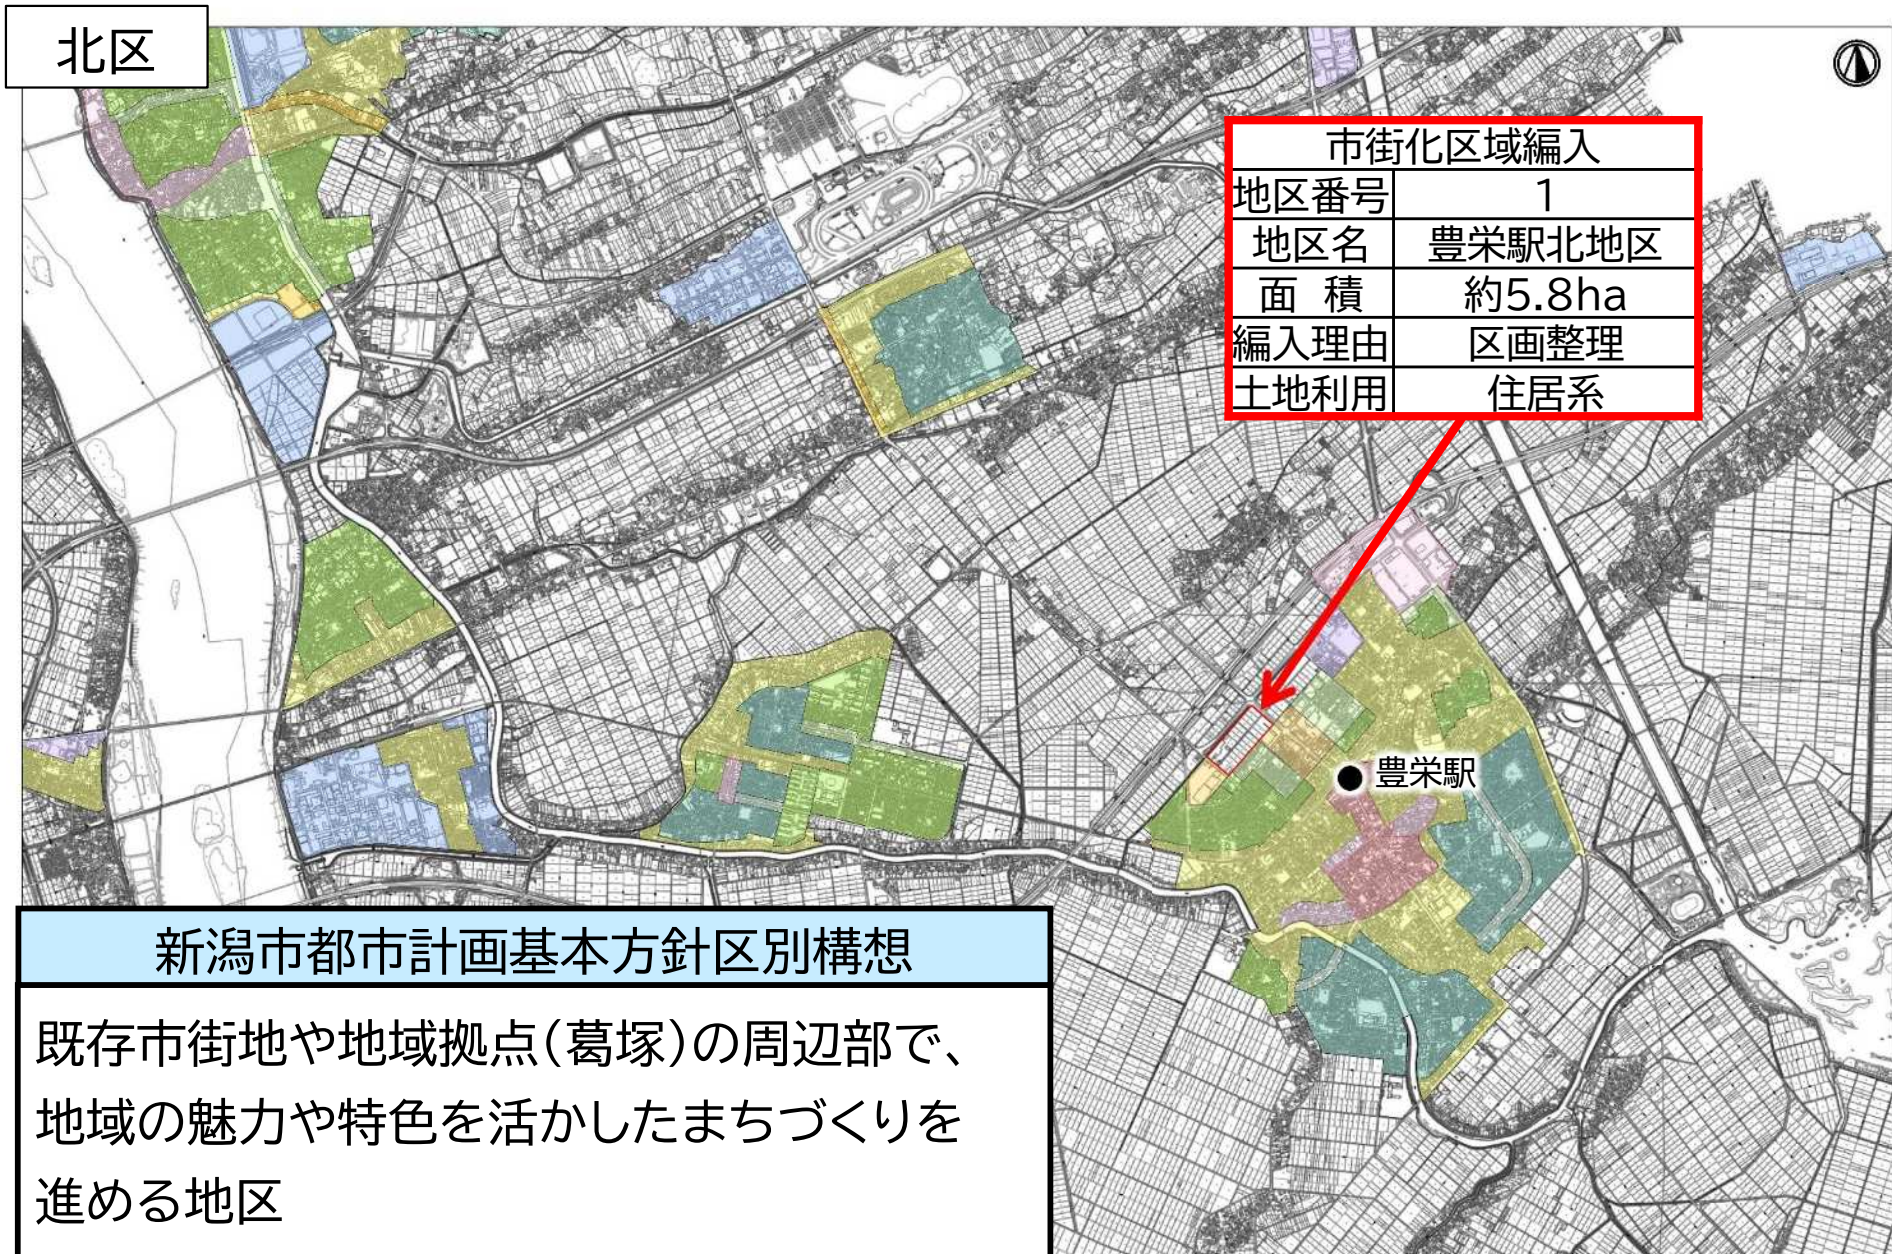 北区
市街化区域編入
地区番号 1
地区名 豊栄駅北地区
面 積 約5.8ha
編入理由 区画整理
土地利用 住居系
豊栄駅
新潟市都市計画基本方針区別構想
既存市街地や地域拠点(葛塚)の周辺部で、
地域の魅力や特色を活かしたまちづくりを
進める地区